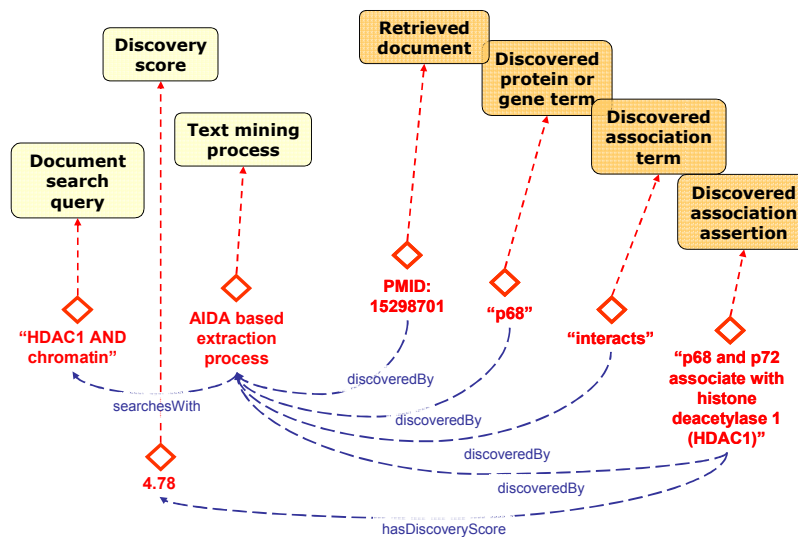 Discovery
score
Retrieved
document
Discovered
protein or
gene term
Text mining
process
Discovered
association
term
Document
search
query
Discovered
association
assertion
“HDAC1 AND
chromatin”
AIDA based
extraction
process
PMID:
15298701
“p68”
“interacts”
“p68 and p72
associate with
histone
deacetylase 1
(HDAC1)”
searchesWith
discoveredBy
discoveredBy
discoveredBy
discoveredBy
4.78
hasDiscoveryScore